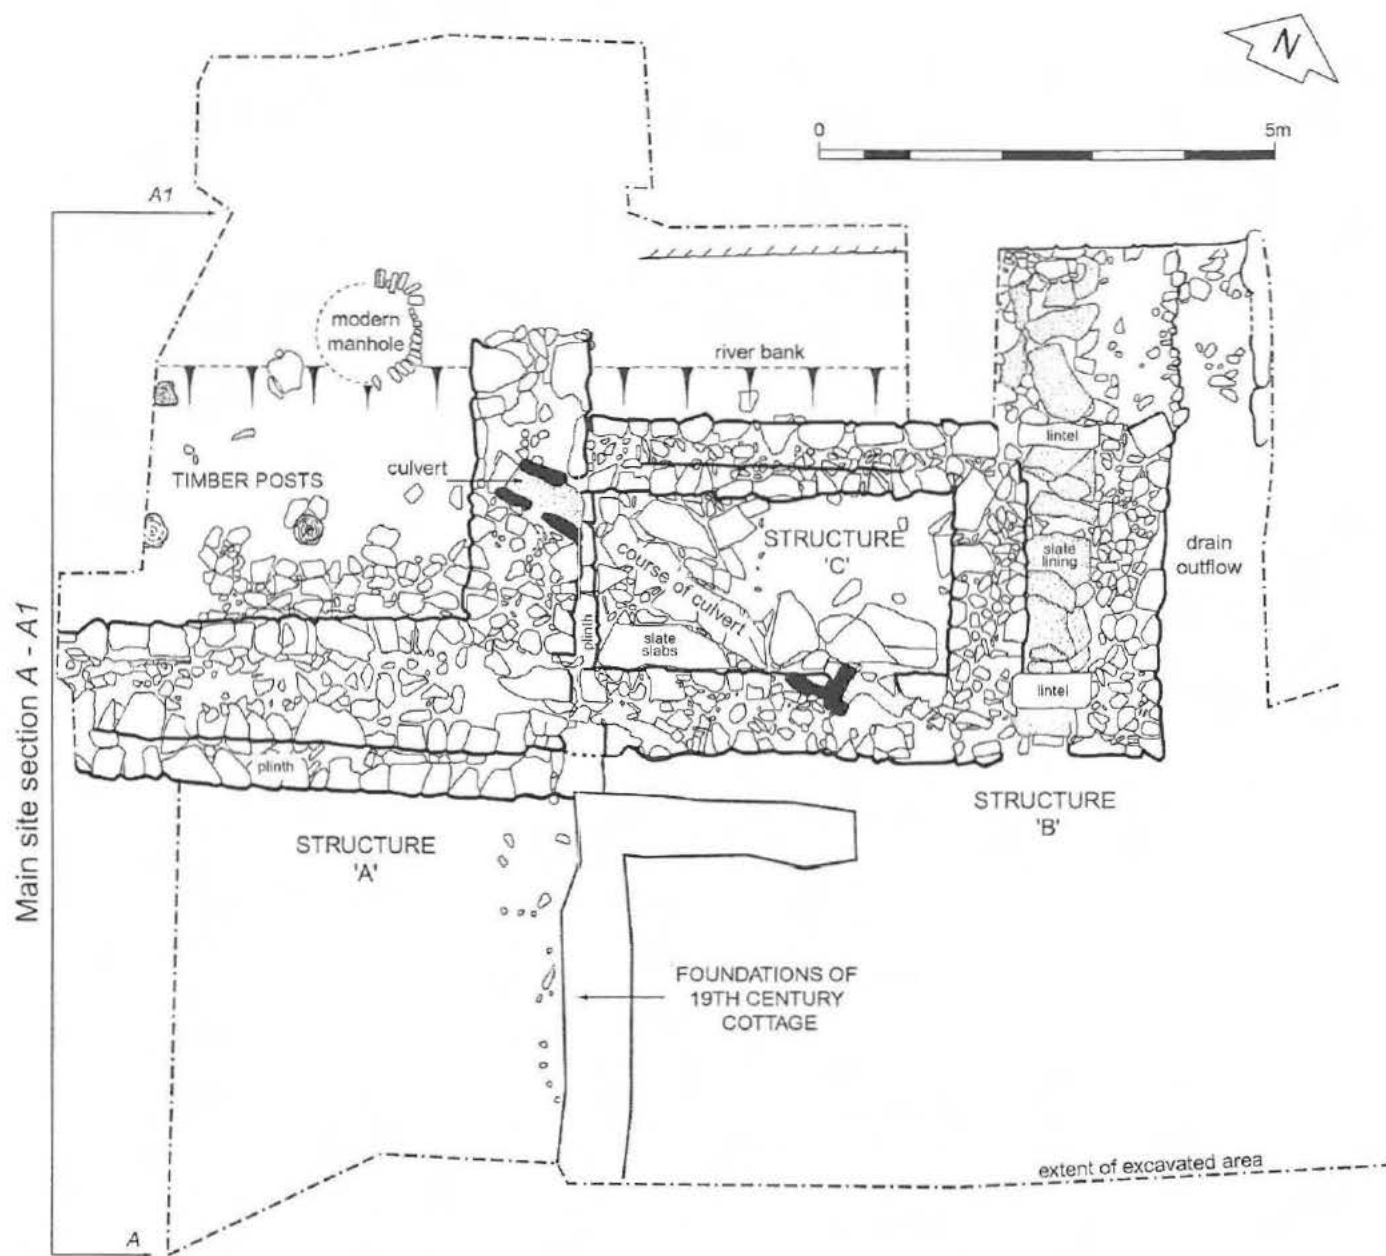 N
0 5m
A1
modern
manhole
river bank
lintel
culvert
TIMBER POSTS
STRUCTURE
'C'
slate
lining
drain
outflow
course of culvert
plinth
slate
slabs
lintel
plinth
STRUCTURE
'B'
STRUCTURE
'A'
Main site section A - A1
FOUNDATIONS OF
19TH CENTURY
COTTAGE
extent of excavated area
A